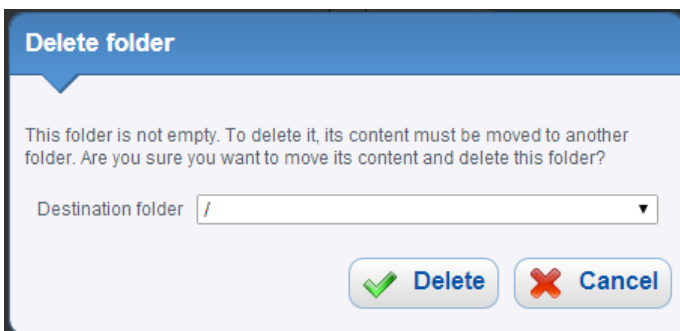 Delete folder
This folder is not empty. To delete it, its content must be moved to another
folder. Are you sure you want to move its content and delete this folder?
Destination folder /
Delete Cancel